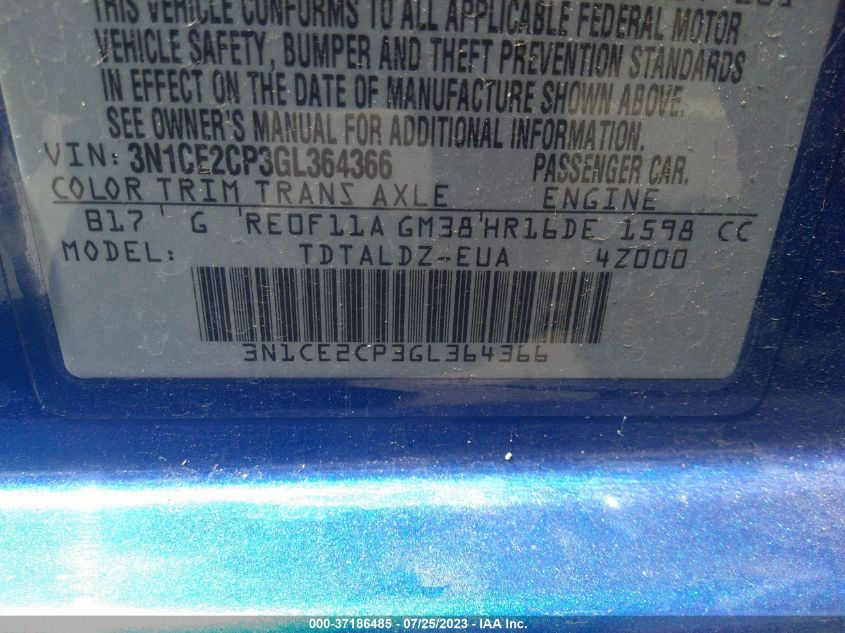 THIS VEHICLE CONFORMS TO ALL APPLICABLE FEDERAL MOTOR
VEHICLE SAFETY, BUMPER AND THEFT PREVENTION STANDARDS
IN EFFECT ON THE DATE OF MANUFACTURE SHOWN ABOVE.
SEE OWNER'S MANUAL FOR ADDITIONAL INFORMATION.
VIN: 3N1CE2CP3GL364366 PASSENGER CAR.
COLOR TRIM TRANS AXLE ENGINE
B17 G RE0F11A GM38 HR16DE 1598 CC
MODEL: TDTALDZ-EUA 4Z000
3N1CE2CP3GL364366
000-37186485 - 07/25/2023 - IAA Inc.